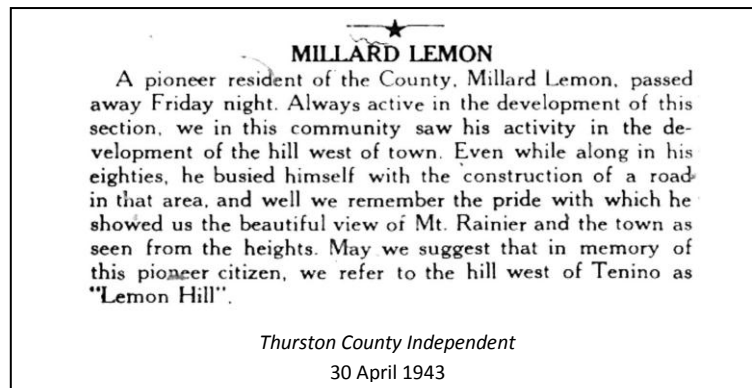 MILLARD LEMON
A pioneer resident of the County, Millard Lemon, passed
away Friday night. Always active in the development of this
section, we in this community saw his activity in the de-
velopment of the hill west of town. Even while along in his
eighties, he busied himself with the construction of a road
in that area, and well we remember the pride with which he
showed us the beautiful view of Mt. Rainier and the town as
seen from the heights. May we suggest that in memory of
this pioneer citizen, we refer to the hill west of Tenino as
"Lemon Hill".
Thurston County Independent
30 April 1943